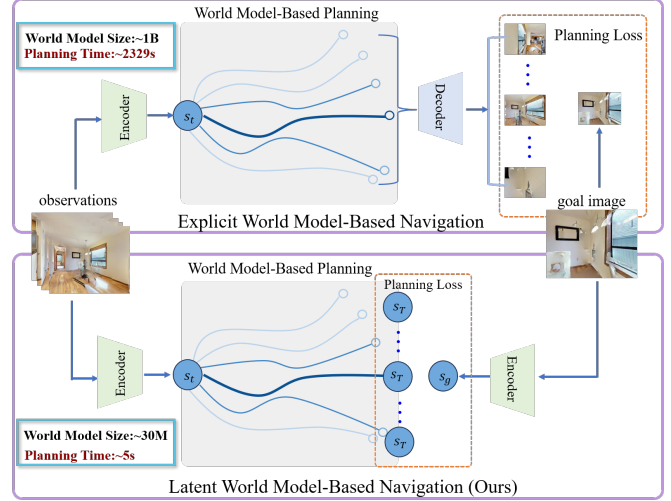 World Model-Based Planning
World Model Size:~1B
Planning Time:~2329s
Planning Loss
Encoder
s_t
Decoder
observations
goal image
Explicit World Model-Based Navigation
World Model-Based Planning
Planning Loss
s_T
Encoder
s_t
s_T
s_g
Encoder
s_T
World Model Size:~30M
Planning Time:~5s
Latent World Model-Based Navigation (Ours)